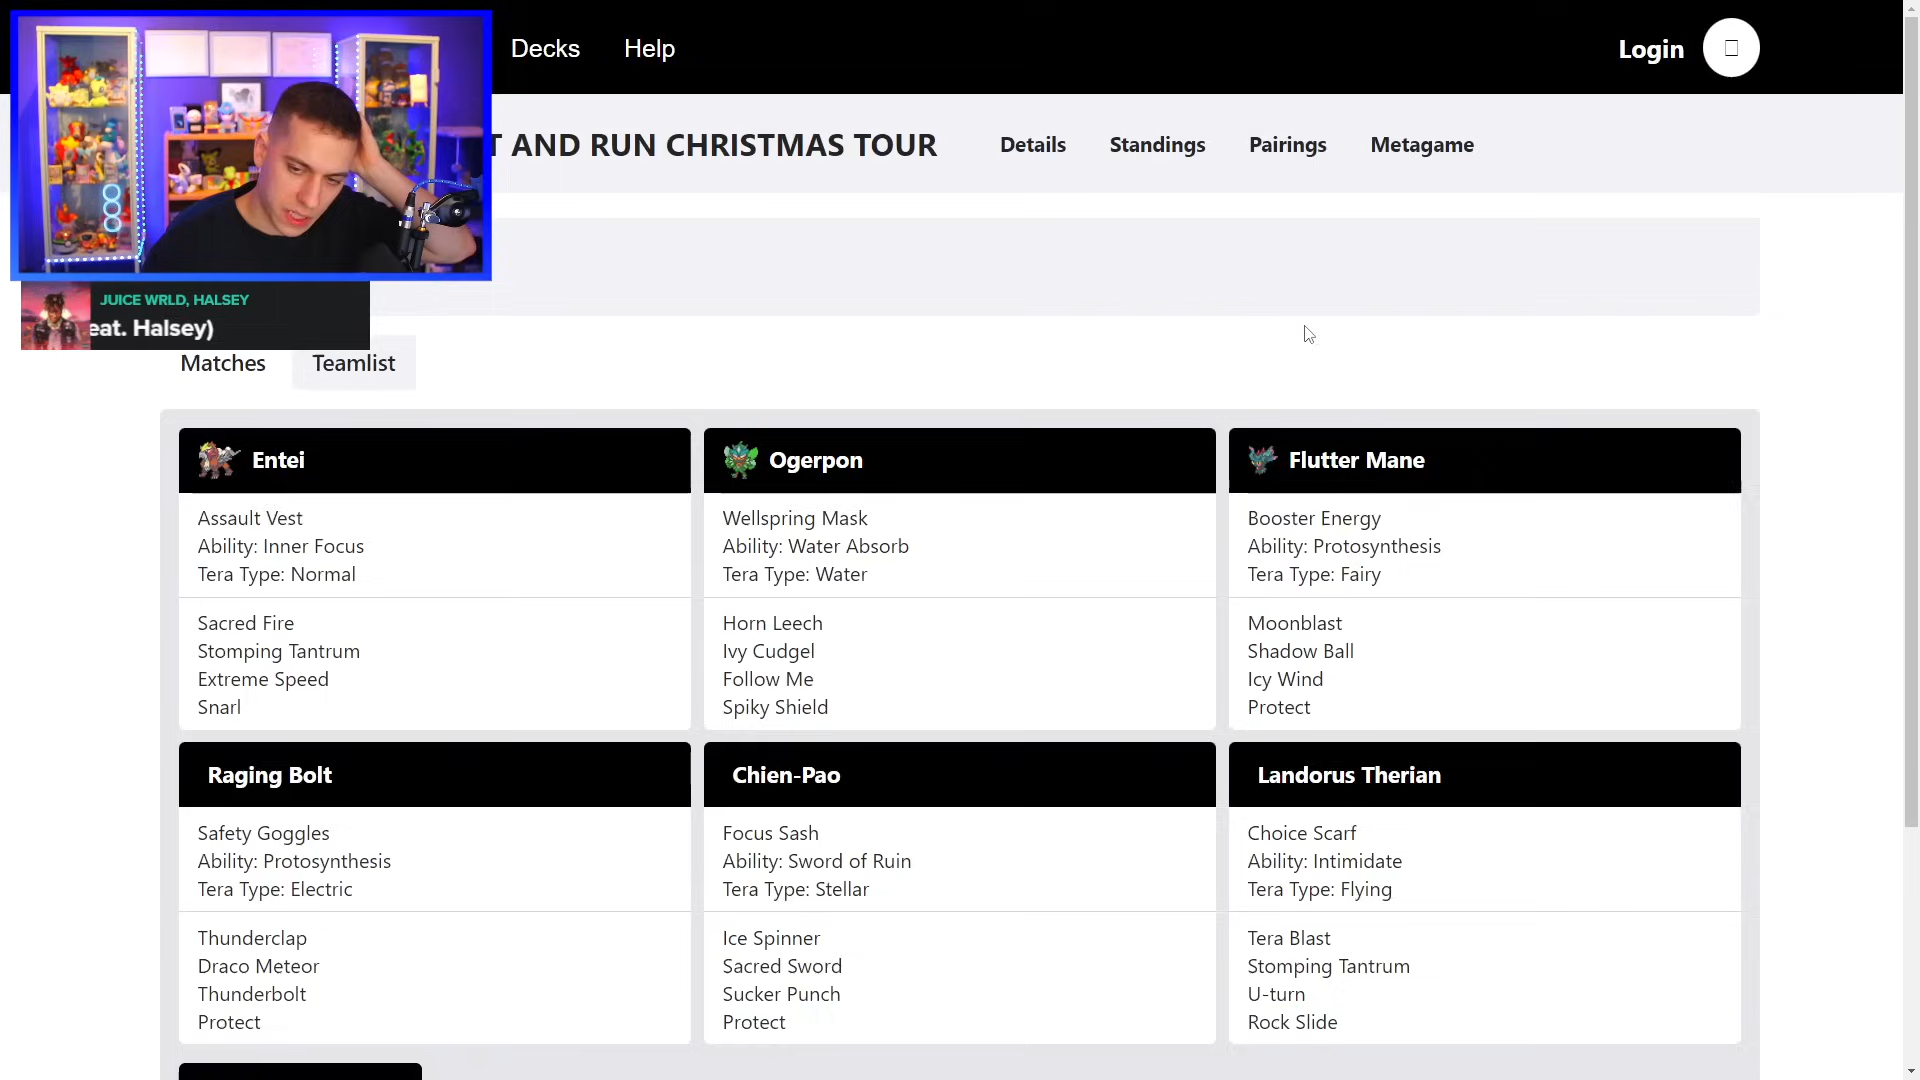 Decks
Help
Login
T AND RUN CHRISTMAS TOUR
Details
Standings
Pairings
Metagame
JUICE WRLD, HALSEY
eat. Halsey)
Matches
Teamlist
Entei
Assault Vest
Ability: Inner Focus
Tera Type: Normal
Sacred Fire
Stomping Tantrum
Extreme Speed
Snarl
Ogerpon
Wellspring Mask
Ability: Water Absorb
Tera Type: Water
Horn Leech
Ivy Cudgel
Follow Me
Spiky Shield
Flutter Mane
Booster Energy
Ability: Protosynthesis
Tera Type: Fairy
Moonblast
Shadow Ball
Icy Wind
Protect
Raging Bolt
Safety Goggles
Ability: Protosynthesis
Tera Type: Electric
Thunderclap
Draco Meteor
Thunderbolt
Protect
Chien-Pao
Focus Sash
Ability: Sword of Ruin
Tera Type: Stellar
Ice Spinner
Sacred Sword
Sucker Punch
Protect
Landorus Therian
Choice Scarf
Ability: Intimidate
Tera Type: Flying
Tera Blast
Stomping Tantrum
U-turn
Rock Slide